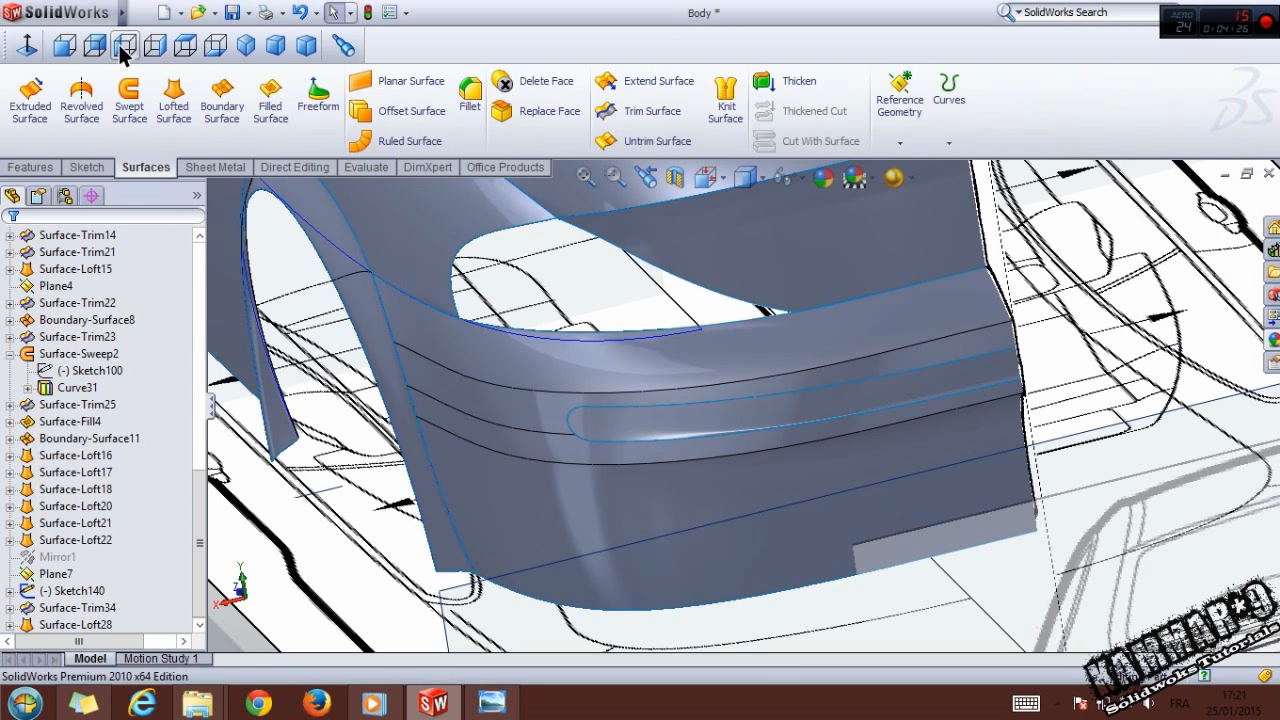 SolidWorks
Body *
SolidWorks Search
AERO
24
15
0:04:26
Extruded Surface
Revolved Surface
Swept Surface
Lofted Surface
Boundary Surface
Filled Surface
Freeform
Planar Surface
Offset Surface
Ruled Surface
Fillet
Delete Face
Replace Face
Extend Surface
Trim Surface
Untrim Surface
Knit Surface
Thicken
Thickened Cut
Cut With Surface
Reference Geometry
Curves
Features
Sketch
Surfaces
Sheet Metal
Direct Editing
Evaluate
DimXpert
Office Products
Surface-Trim14
Surface-Trim21
Surface-Loft15
Plane4
Surface-Trim22
Boundary-Surface8
Surface-Trim23
Surface-Sweep2
(-) Sketch100
Curve31
Surface-Trim25
Surface-Fill4
Boundary-Surface11
Surface-Loft16
Surface-Loft17
Surface-Loft18
Surface-Loft20
Surface-Loft21
Surface-Loft22
Mirror1
Plane7
(-) Sketch140
Surface-Trim34
Surface-Loft28
Y
Z
X
Model
Motion Study 1
SolidWorks Premium 2010 x64 Edition
Solidworks Tutorials
FRA
17:21
25/01/2015